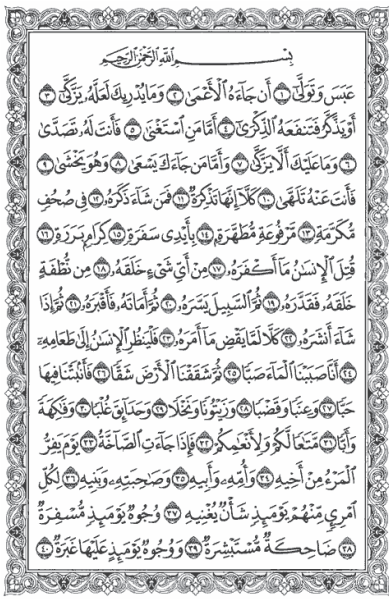 بِسْمِ ٱللَّهِ ٱلرَّحْمَٰنِ ٱلرَّحِيمِ
عَبَسَ وَتَوَلَّىٰٓ ١ أَن جَآءَهُ ٱلْأَعْمَىٰ ٢ وَمَا يُدْرِيكَ لَعَلَّهُۥ يَزَّكَّىٰٓ ٣
أَوْ يَذَّكَّرُ فَتَنفَعَهُ ٱلذِّكْرَىٰٓ ٤ أَمَّا مَنِ ٱسْتَغْنَىٰ ٥ فَأَنتَ لَهُۥ تَصَدَّىٰ
٦ وَمَا عَلَيْكَ أَلَّا يَزَّكَّىٰ ٧ وَأَمَّا مَن جَآءَكَ يَسْعَىٰ ٨ وَهُوَ يَخْشَىٰ ٩
فَأَنتَ عَنْهُ تَلَهَّىٰ ١٠ كَلَّآ إِنَّهَا تَذْكِرَةٌ ١١ فَمَن شَآءَ ذَكَرَهُۥ ١٢ فِى صُحُفٍ
مُّكَرَّمَةٍ ١٣ مَّرْفُوعَةٍ مُّطَهَّرَةٍۭ ١٤ بِأَيْدِى سَفَرَةٍ ١٥ كِرَامٍۭ بَرَرَةٍ ١٦
قُتِلَ ٱلْإِنسَٰنُ مَآ أَكْفَرَهُۥ ١٧ مِنْ أَىِّ شَىْءٍ خَلَقَهُۥ ١٨ مِن نُّطْفَةٍ
خَلَقَهُۥ فَقَدَّرَهُۥ ١٩ ثُمَّ ٱلسَّبِيلَ يَسَّرَهُۥ ٢٠ ثُمَّ أَمَاتَهُۥ فَأَقْبَرَهُۥ ٢١ ثُمَّ إِذَا
شَآءَ أَنشَرَهُۥ ٢٢ كَلَّا لَمَّا يَقْضِ مَآ أَمَرَهُۥ ٢٣ فَلْيَنظُرِ ٱلْإِنسَٰنُ إِلَىٰ طَعَامِهِۦٓ
٢٤ أَنَّا صَبَبْنَا ٱلْمَآءَ صَبًّا ٢٥ ثُمَّ شَقَقْنَا ٱلْأَرْضَ شَقًّا ٢٦ فَأَنۢبَتْنَا فِيهَا
حَبًّا ٢٧ وَعِنَبًا وَقَضْبًا ٢٨ وَزَيْتُونًا وَنَخْلًا ٢٩ وَحَدَآئِقَ غُلْبًا ٣٠ وَفَٰكِهَةً
وَأَبًّا ٣١ مَّتَٰعًا لَّكُمْ وَلِأَنْعَٰمِكُمْ ٣٢ فَإِذَا جَآءَتِ ٱلصَّآخَّةُ ٣٣ يَوْمَ يَفِرُّ
ٱلْمَرْءُ مِنْ أَخِيهِ ٣٤ وَأُمِّهِۦ وَأَبِيهِ ٣٥ وَصَٰحِبَتِهِۦ وَبَنِيهِ ٣٦ لِكُلِّ
ٱمْرِئٍ مِّنْهُمْ يَوْمَئِذٍ شَأْنٌ يُغْنِيهِ ٣٧ وُجُوهٌ يَوْمَئِذٍ مُّسْفِرَةٌ
٣٨ ضَاحِكَةٌ مُّسْتَبْشِرَةٌ ٣٩ وَوُجُوهٌ يَوْمَئِذٍ عَلَيْهَا غَبَرَةٌ ٤٠